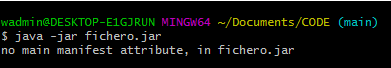 wadmin@DESKTOP-E1GJRUN MINGW64 ~/Documents/CODE (main)
$ java -jar fichero.jar
no main manifest attribute, in fichero.jar